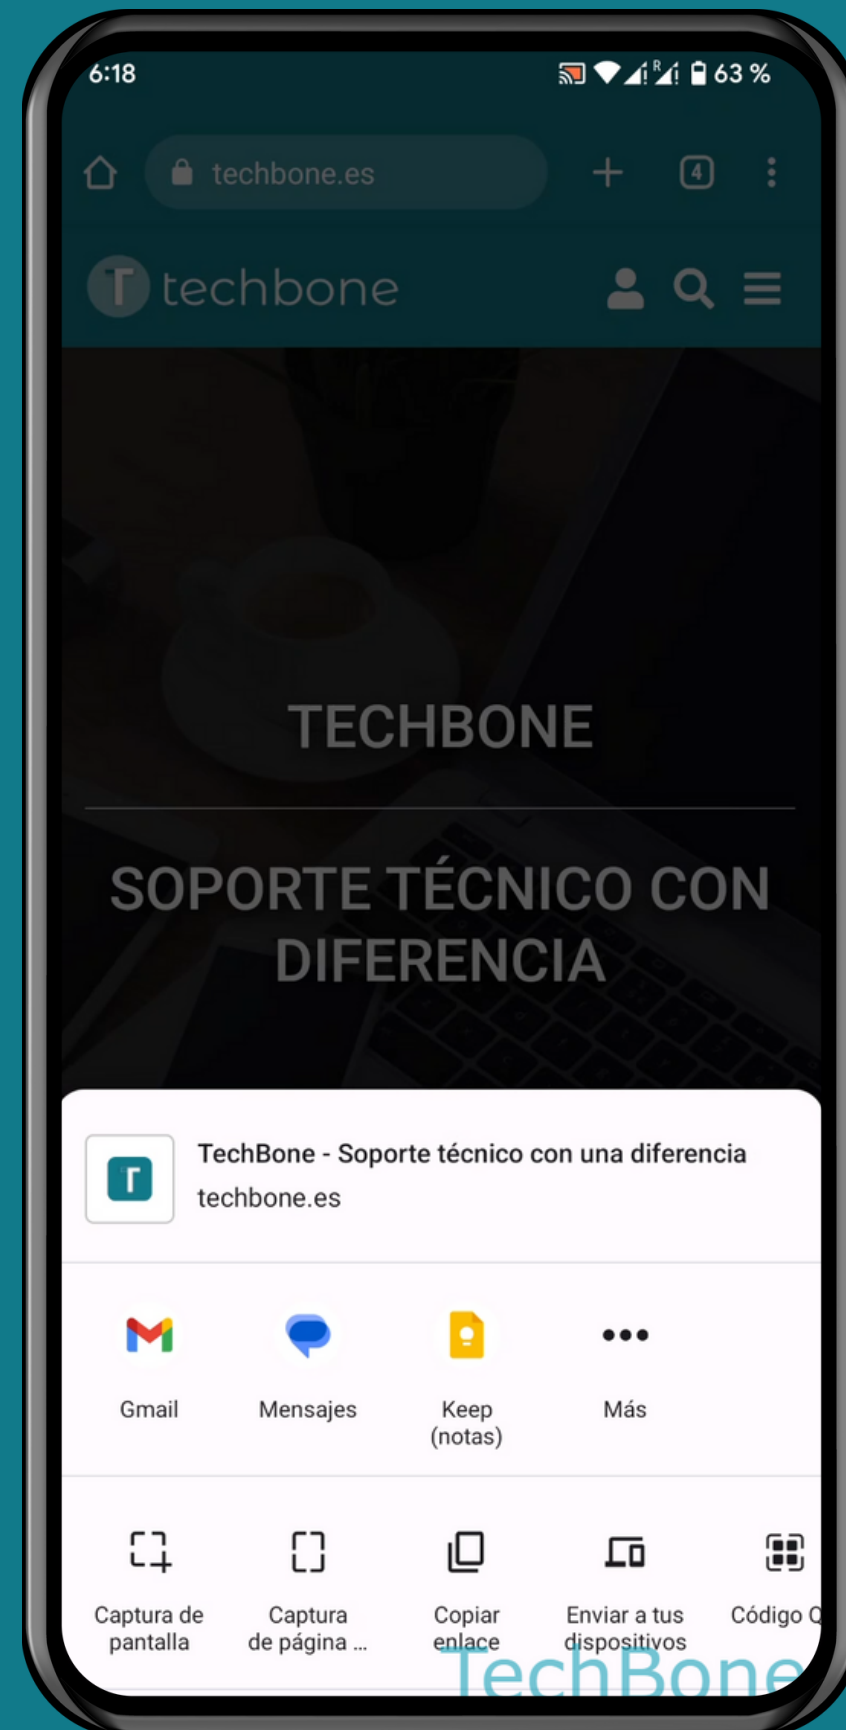 6:18
R
63 %
techbone.es
4
T techbone
TECHBONE
SOPORTE TÉCNICO CON
DIFERENCIA
T
TechBone - Soporte técnico con una diferencia
techbone.es
Gmail
Mensajes
Keep
(notas)
Más
Captura de
pantalla
Captura
de página ...
Copiar
enlace
Enviar a tus
dispositivos
Código Q
TechBone